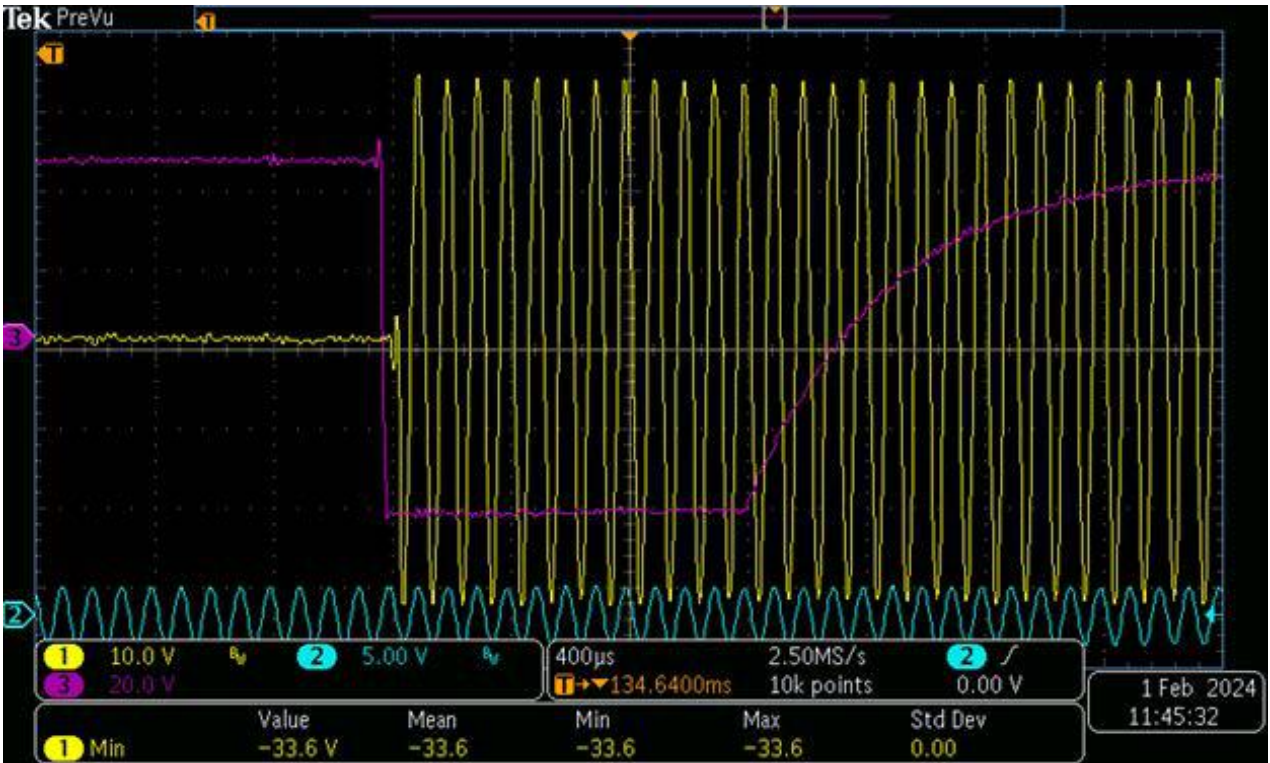 Tek PreVu
T
T
3
2
1 10.0 V Bw 2 5.00 V Bw
3 20.0 V
400µs 2.50MS/s 2
T→▼134.6400ms 10k points 0.00 V
1 Feb 2024
11:45:32
Value Mean Min Max Std Dev
1 Min −33.6 V −33.6 −33.6 −33.6 0.00